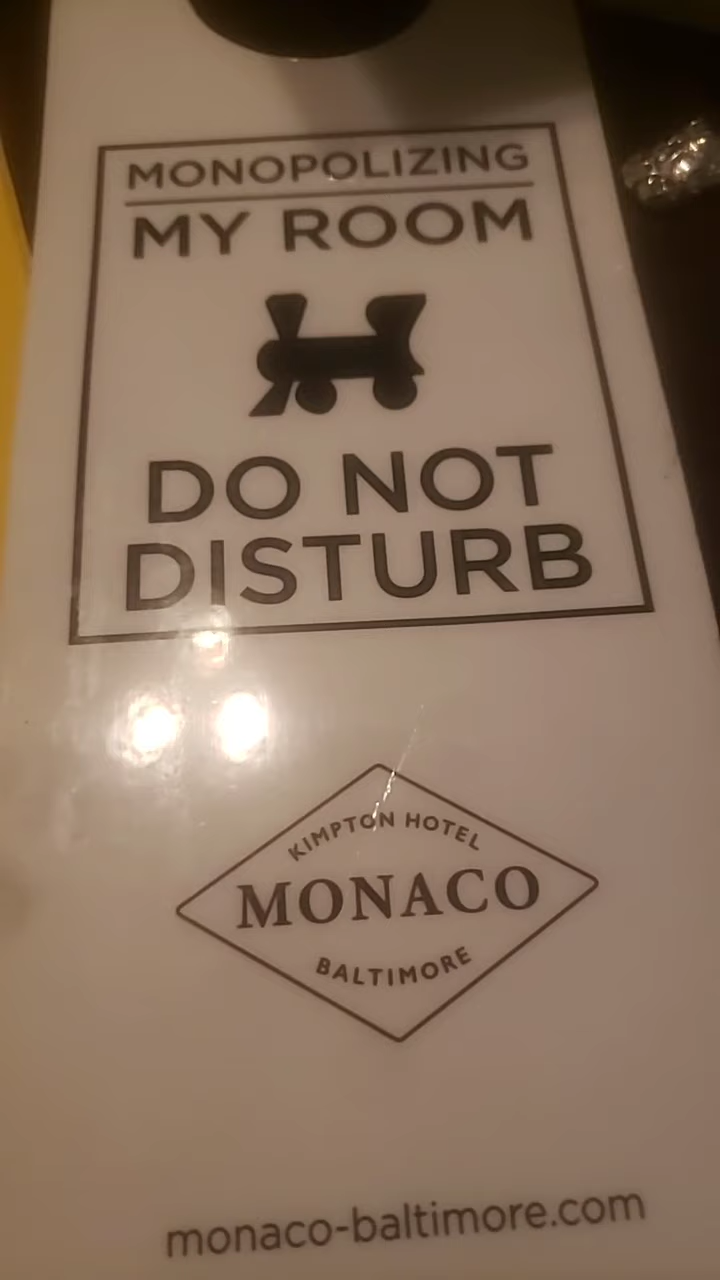 MONOPOLIZING
MY ROOM
DO NOT
DISTURB
KIMPTON HOTEL
MONACO
BALTIMORE
monaco-baltimore.com